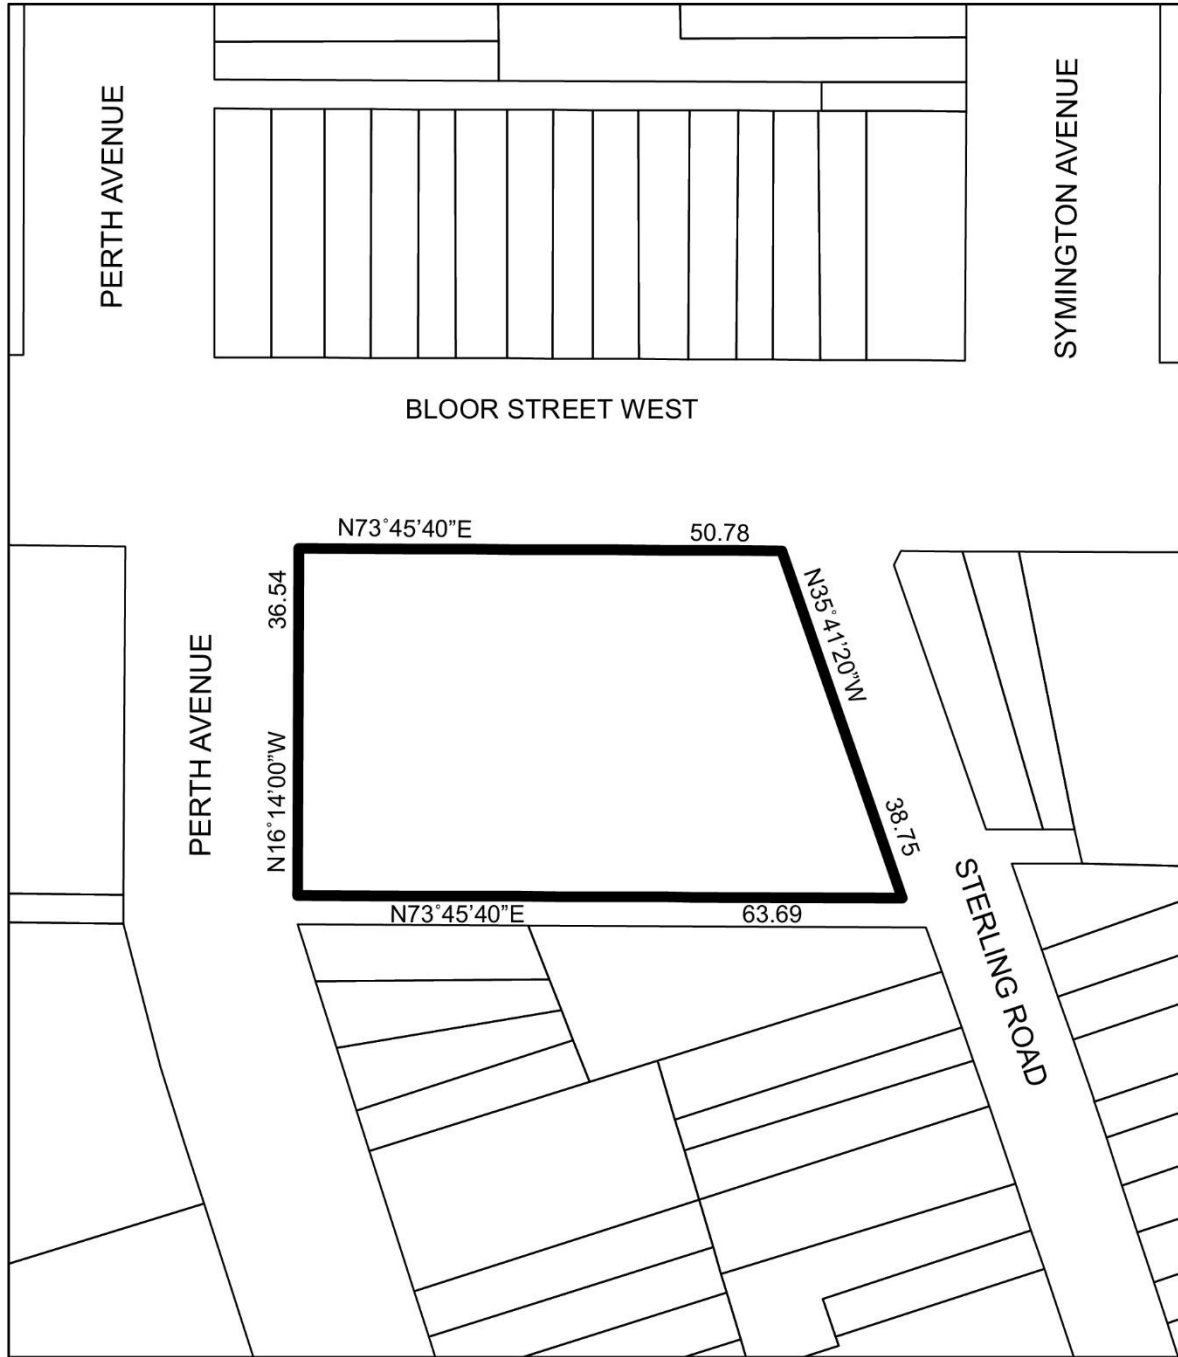 PERTH AVENUE
SYMINGTON AVENUE
BLOOR STREET WEST
N73°45'40"E
50.78
36.54
N35°41'20"W
PERTH AVENUE
N16°14'00"W
38.75
N73°45'40"E
63.69
STERLING ROAD